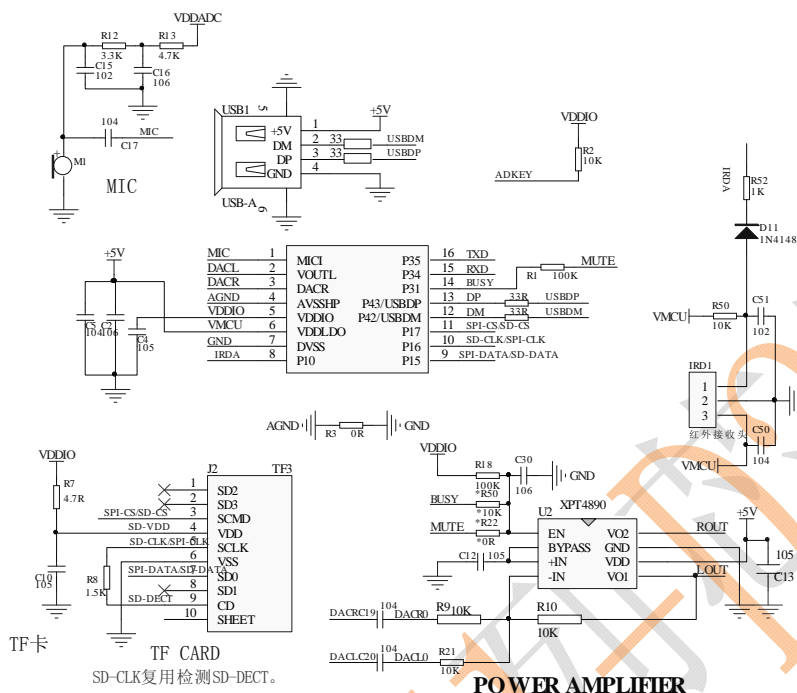 VDDADC
R12
3.3K
R13
4.7K
C15
102
C16
106
104
C17
MIC
M1
MIC
USB1
5
+5V
DM
DP
GND
1
2
3
4
33
33
USBDM
USBDP
+5V
USB-A
6
VDDIO
R2
10K
ADKEY
IRDA
R52
1K
D11
1N4148
VMCU
R50
10K
C51
102
IRD1
1
2
3
红外接收头
VMCU
C50
104
+5V
C5
104
C2
106
C4
105
MIC 1 MICI
DACL 2 VOUTL
DACR 3 DACR
AGND 4 AVSSHP
VDDIO 5 VDDIO
VMCU 6 VDDLDO
GND 7 DVSS
IRDA 8 P10
P35 16 TXD
P34 15 RXD
P31 14 BUSY
P43/USBDP 13 DP 33R USBDP
P42/USBDM 12 DM 33R USBDM
P17 11 SPI-CS/SD-CS
P16 10 SD-CLK/SPI-CLK
P15 9 SPI-DATA/SD-DATA
R1 100K MUTE
AGND
R3 0R
GND
VDDIO
R7
4.7R
C10
105
R8
1.5K
J2
TF3
1 SD2
2 SD3
SPI-CS/SD-CS 3 SCMD
SD-VDD 4 VDD
SD-CLK/SPI-CLK 5 SCLK
6 VSS
SPI-DATA/SD-DATA 7 SD0
8 SD1
SD-DECT 9 CD
10 SHEET
TF卡
TF CARD
SD-CLK复用检测SD-DECT。
VDDIO
R18
100K
C30
106
GND
BUSY
*R50
*10K
MUTE
*R22
*0R
C12
105
U2
XPT4890
EN
BYPASS
+IN
-IN
VO2
GND
VDD
VO1
ROUT
LOUT
+5V
105
C13
DACR C19 104 DACR0 R9 10K
R10
10K
DACL C20 104 DACL0 R21
10K
POWER AMPLIFIER